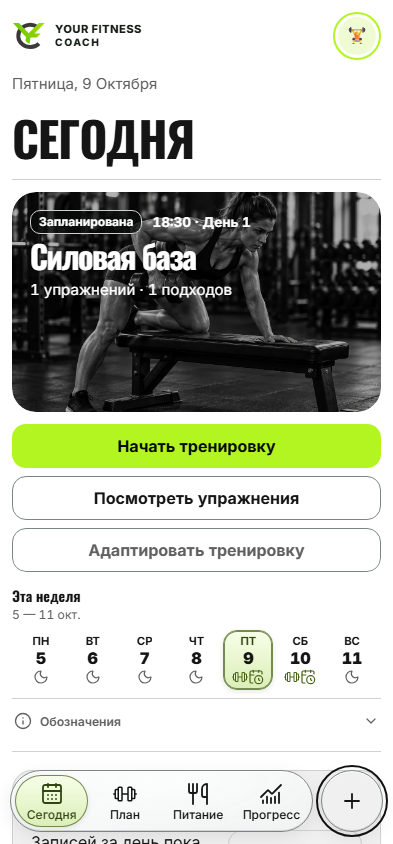 YOUR FITNESS
COACH
Пятница, 9 Октября
СЕГОДНЯ
Запланирована 18:30 · День 1
Силовая база
1 упражнений · 1 подходов
Начать тренировку
Посмотреть упражнения
Адаптировать тренировку
Эта неделя
5 — 11 окт.
ПН ВТ СР ЧТ ПТ СБ ВС
5 6 7 8 9 10 11
Обозначения
Сегодня План Питание Прогресс
Записей за день пока